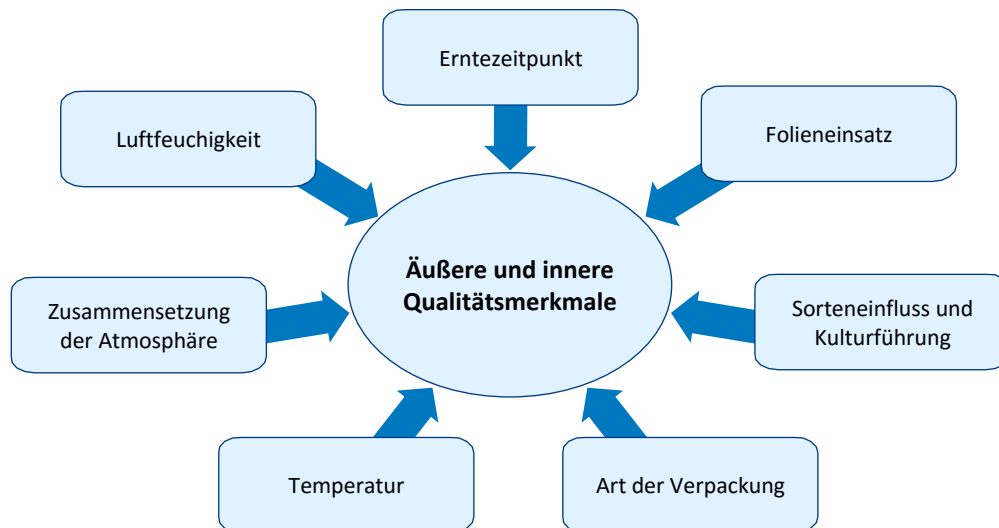 Erntezeitpunkt
Luftfeuchigkeit
Folieneinsatz
Äußere und innere
Qualitätsmerkmale
Zusammensetzung
der Atmosphäre
Sorteneinfluss und
Kulturführung
Temperatur
Art der Verpackung